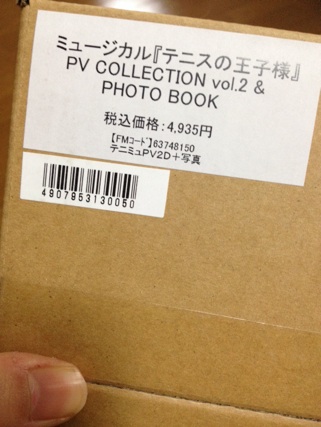 ミュージカル『テニスの王子様』
PV COLLECTION vol.2 &
PHOTO BOOK
税込価格：4,935円
【FMｺｰﾄﾞ】63748150
テニミュPV2D＋写真
4907953130050